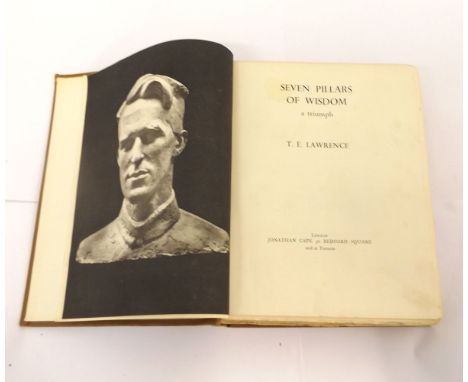 SEVEN PILLARS
OF WISDOM
a triumph
T. E. LAWRENCE
London
JONATHAN CAPE 30 BEDFORD SQUARE